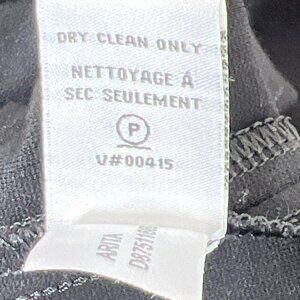 DRY CLEAN ONLY
NETTOYAGE À
SEC SEULEMENT
P
V#00415
ARITA